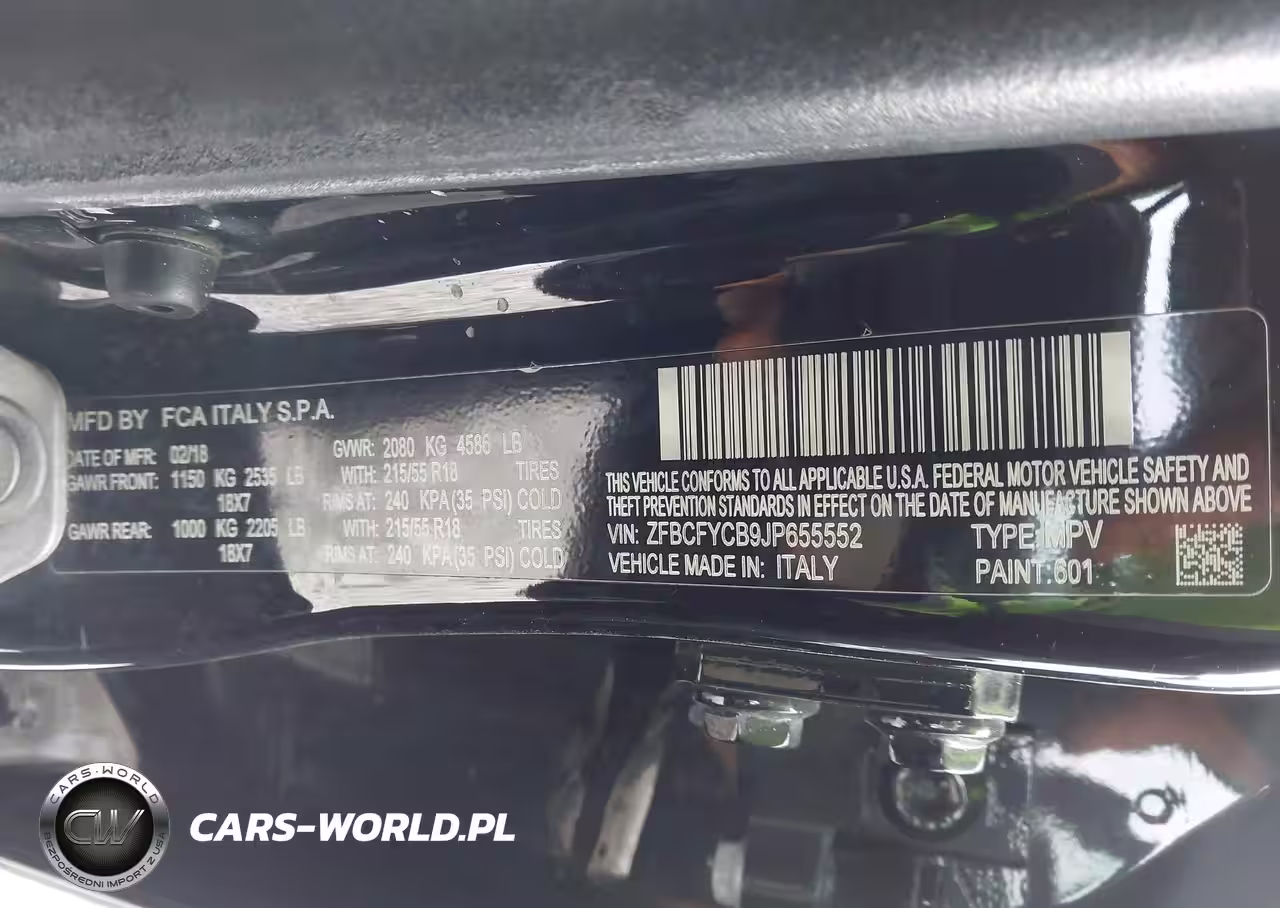 MFD BY FCA ITALY S.P.A.
DATE OF MFR: 02/18 GVWR: 2080 KG 4586 LB
GAWR FRONT: 1150 KG 2535 LB WITH: 215/55 R18 TIRES
18X7 RIMS AT: 240 KPA(35 PSI) COLD
GAWR REAR: 1000 KG 2205 LB WITH: 215/55 R18 TIRES
18X7 RIMS AT: 240 KPA(35 PSI) COLD
THIS VEHICLE CONFORMS TO ALL APPLICABLE U.S.A. FEDERAL MOTOR VEHICLE SAFETY AND
THEFT PREVENTION STANDARDS IN EFFECT ON THE DATE OF MANUFACTURE SHOWN ABOVE
VIN: ZFBCFYCB9JP655552 TYPE: MPV
VEHICLE MADE IN: ITALY PAINT: 601
CARS-WORLD
CW
BEZPOŚREDNI IMPORT Z USA
CARS-WORLD.PL